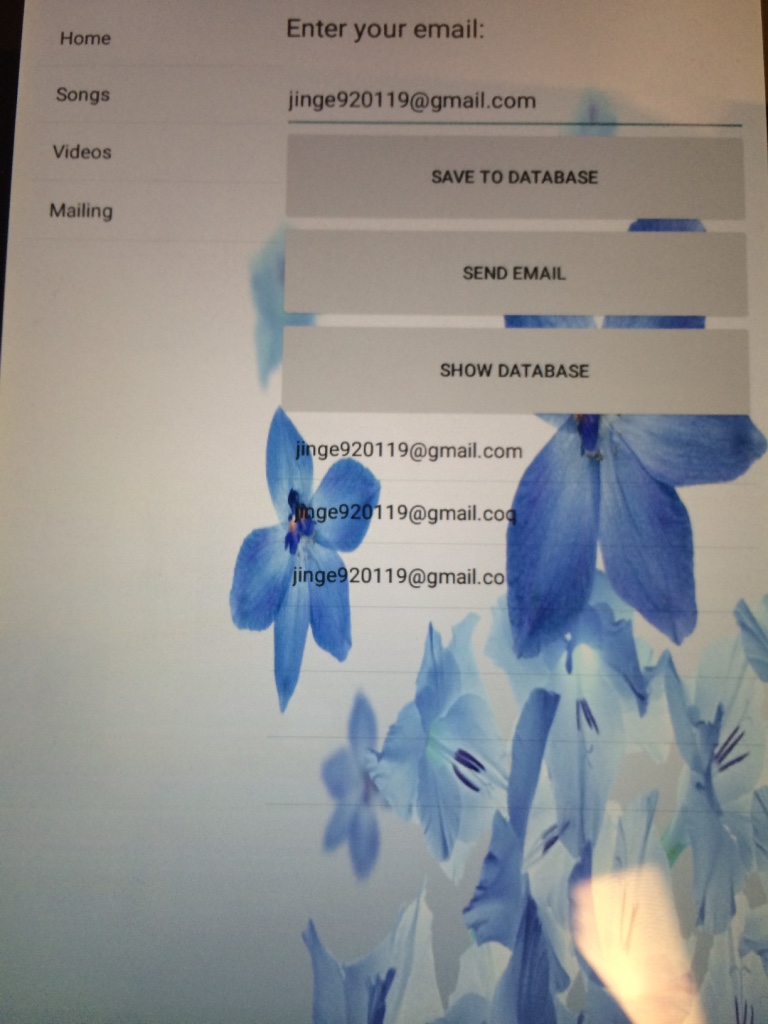 Home
Songs
Videos
Mailing
Enter your email:
jinge920119@gmail.com
SAVE TO DATABASE
SEND EMAIL
SHOW DATABASE
jinge920119@gmail.com
jinge920119@gmail.coq
jinge920119@gmail.co